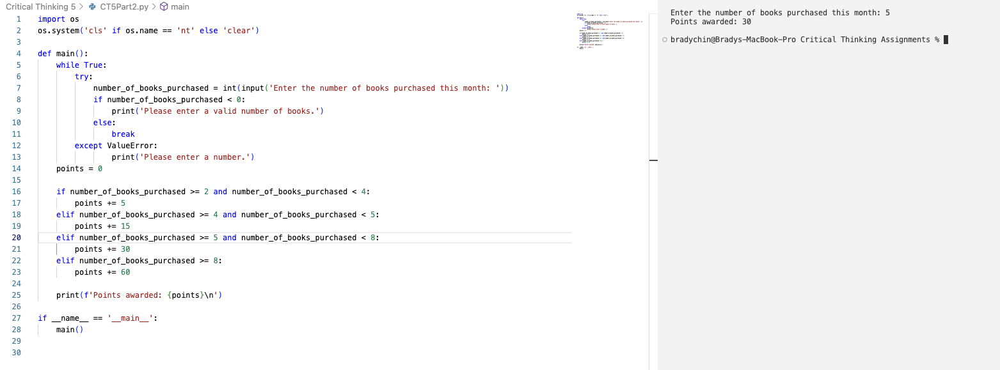 Critical Thinking 5 > CT5Part2.py > main
1 import os
2 os.system('cls' if os.name == 'nt' else 'clear')
3
4 def main():
5     while True:
6         try:
7             number_of_books_purchased = int(input('Enter the number of books purchased this month: '))
8             if number_of_books_purchased < 0:
9                 print('Please enter a valid number of books.')
10             else:
11                 break
12         except ValueError:
13                 print('Please enter a number.')
14     points = 0
15
16     if number_of_books_purchased >= 2 and number_of_books_purchased < 4:
17         points += 5
18     elif number_of_books_purchased >= 4 and number_of_books_purchased < 5:
19         points += 15
20     elif number_of_books_purchased >= 5 and number_of_books_purchased < 8:
21         points += 30
22     elif number_of_books_purchased >= 8:
23         points += 60
24
25     print(f'Points awarded: {points}\n')
26
27 if __name__ == '__main__':
28     main()
29
30
Enter the number of books purchased this month: 5
Points awarded: 30
bradychin@Bradys-MacBook-Pro Critical Thinking Assignments %